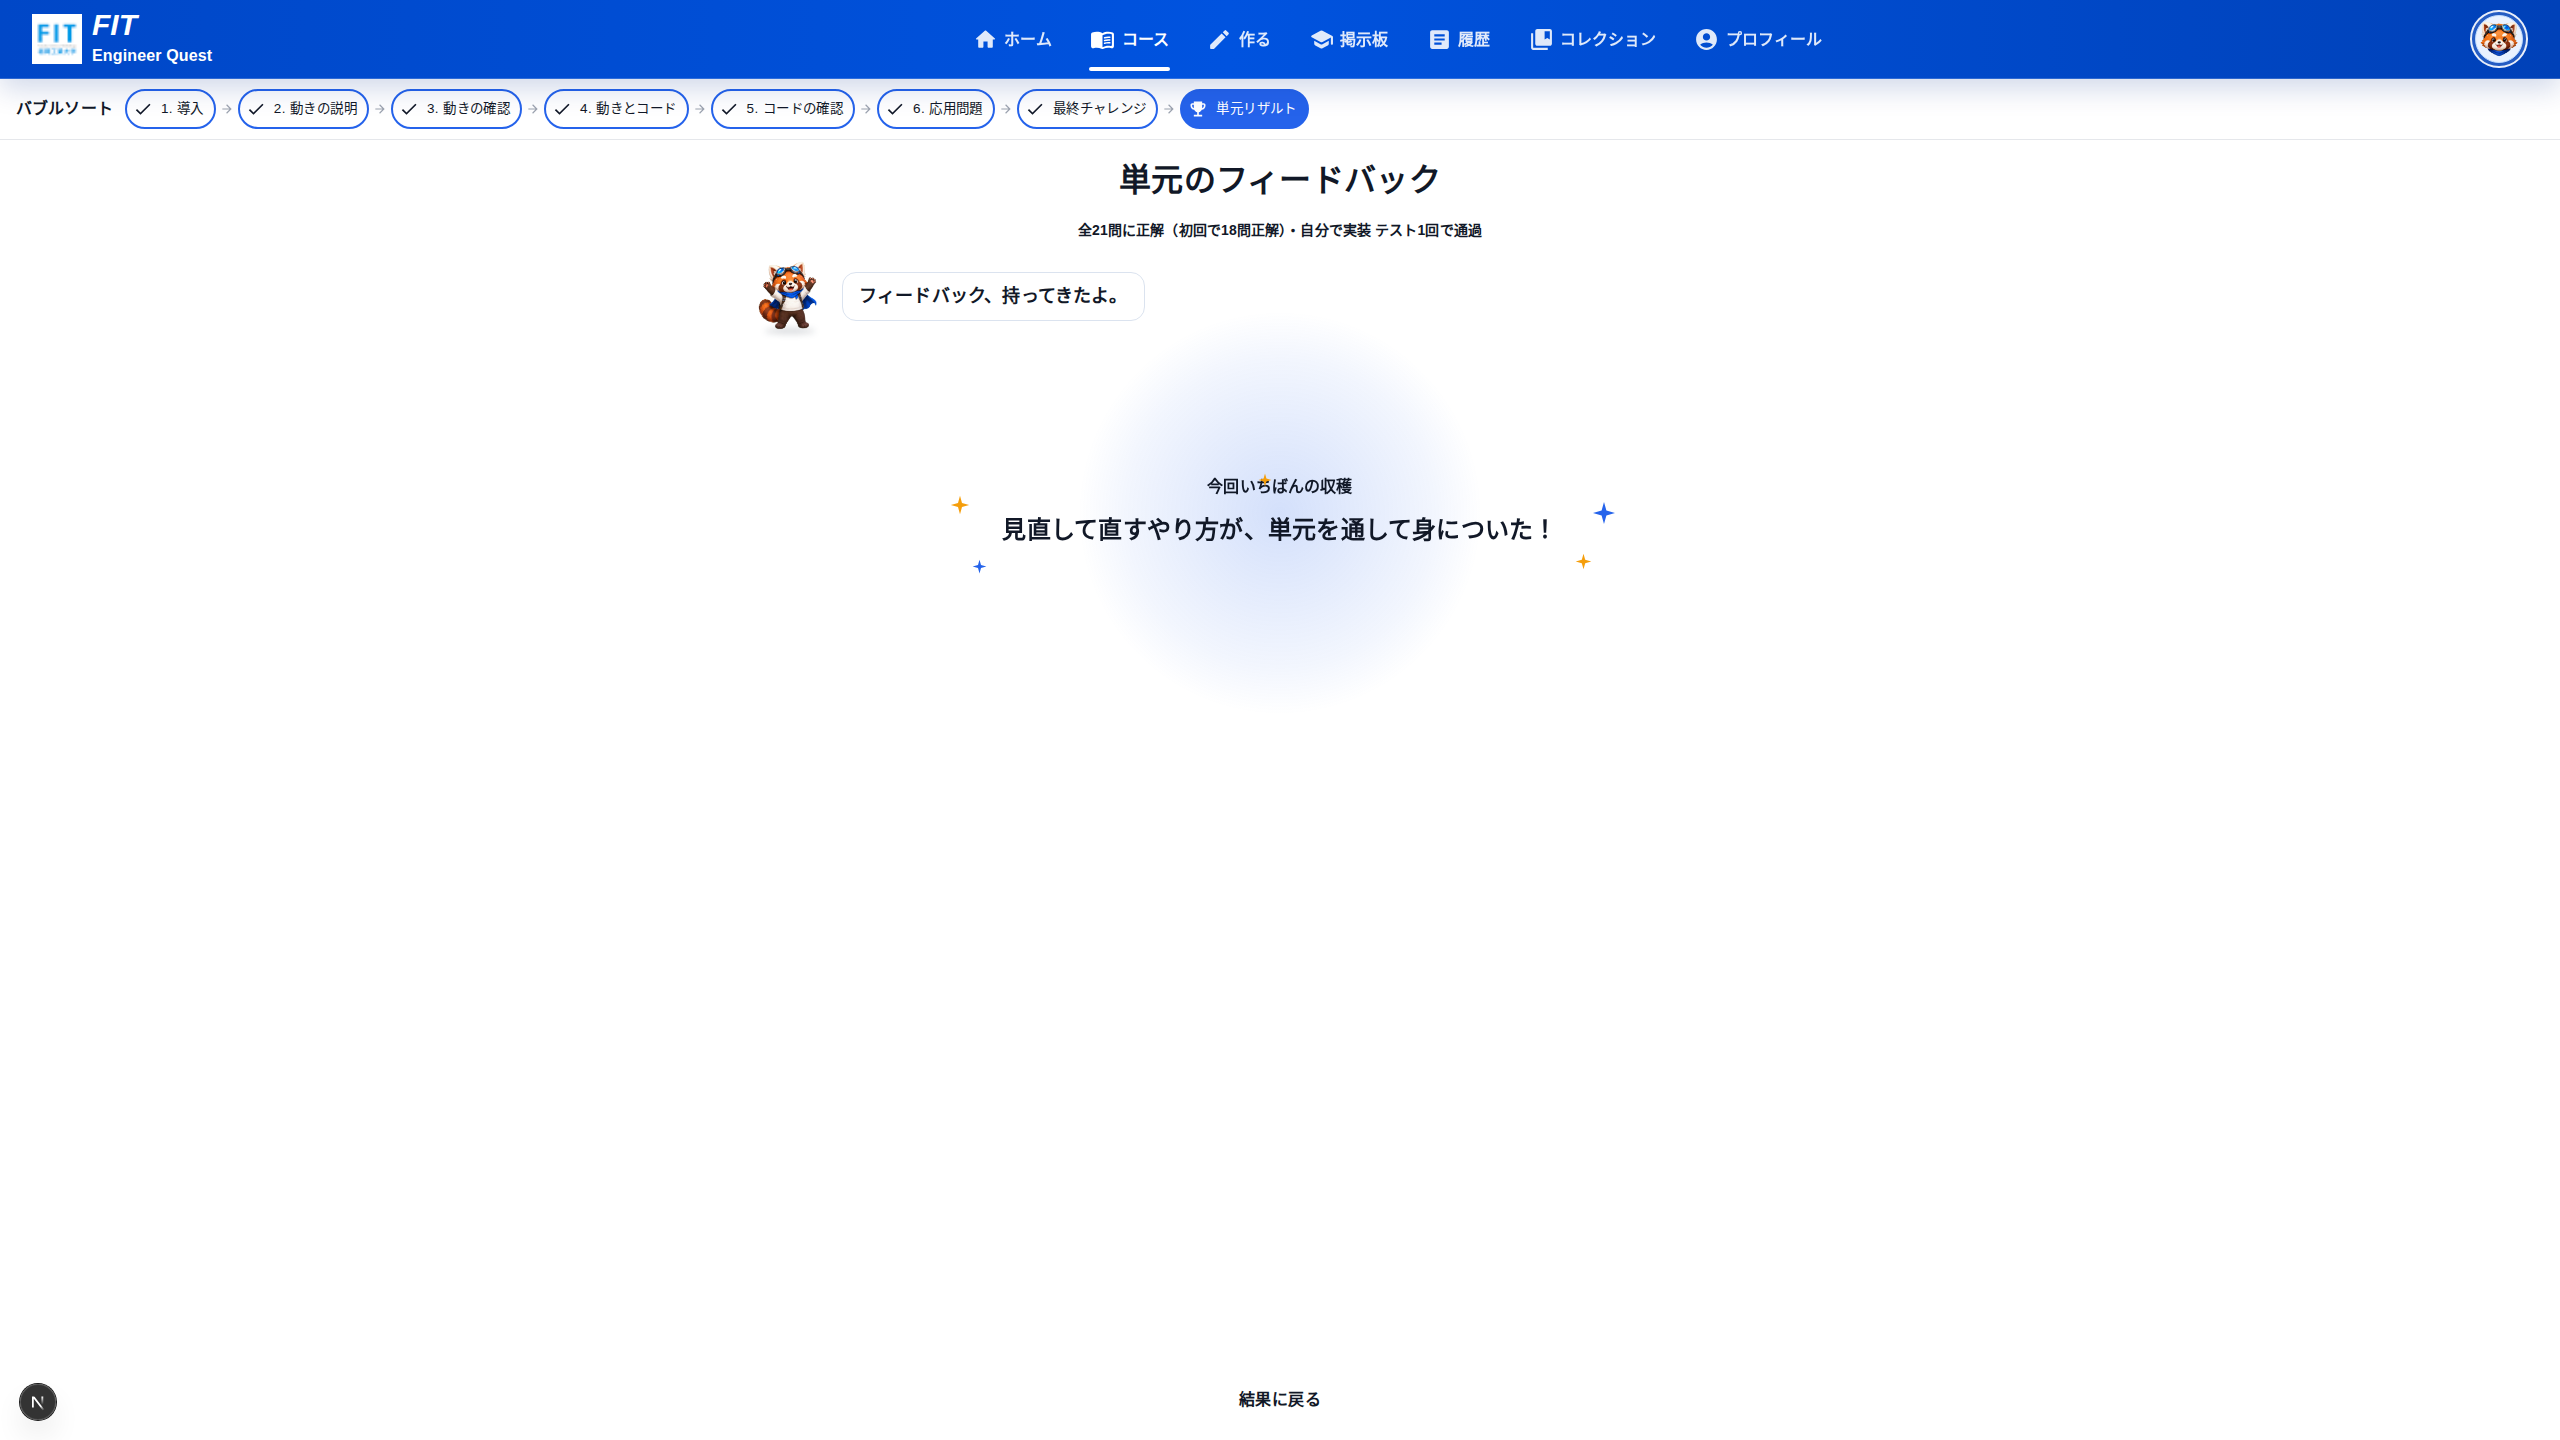 FIT
FIT
Engineer Quest
ホーム
コース
作る
掲示板
履歴
コレクション
プロフィール
バブルソート
1. 導入
2. 動きの説明
3. 動きの確認
4. 動きとコード
5. コードの確認
6. 応用問題
最終チャレンジ
単元リザルト
単元のフィードバック
全21問に正解（初回で18問正解）・自分で実装 テスト1回で通過
フィードバック、持ってきたよ。
今回いちばんの収穫
見直して直すやり方が、単元を通して身についた！
結果に戻る
N